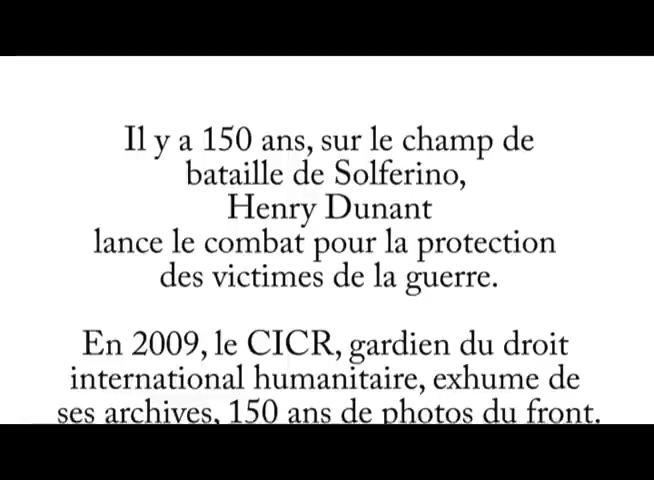 Il y a 150 ans, sur le champ de
bataille de Solferino,
Henry Dunant
lance le combat pour la protection
des victimes de la guerre.
En 2009, le CICR, gardien du droit
international humanitaire, exhume de
ses archives, 150 ans de photos du front.